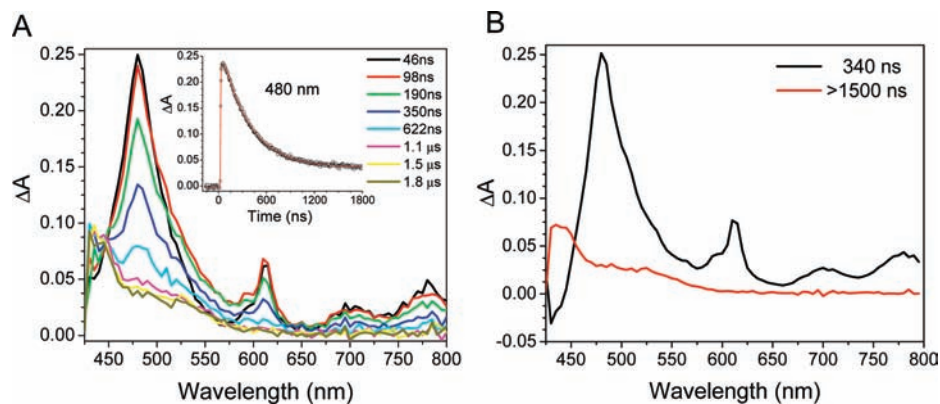 A
0.25
0.20
0.15
0.10
0.05
0.00
ΔA
450 500 550 600 650 700 750 800
Wavelength (nm)
0.25
0.20
0.15
0.10
0.05
0.00
ΔA
480 nm
0 600 1200 1800
Time (ns)
46ns
98ns
190ns
350ns
622ns
1.1 μs
1.5 μs
1.8 μs
B
0.25
0.20
0.15
0.10
0.05
0.00
-0.05
ΔA
340 ns
>1500 ns
450 500 550 600 650 700 750 800
Wavelength (nm)